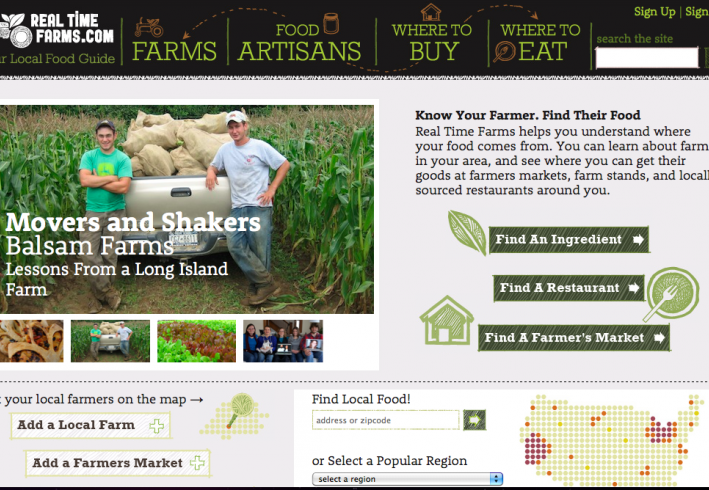 REAL TIME
FARMS.COM
r Local Food Guide
FARMS
FOOD
ARTISANS
WHERE TO
BUY
WHERE TO
EAT
Sign Up | Sign
search the site
Know Your Farmer. Find Their Food
Real Time Farms helps you understand where
your food comes from. You can learn about farm
in your area, and see where you can get their
goods at farmers markets, farm stands, and locall
sourced restaurants around you.
Movers and Shakers
Balsam Farms
Lessons From a Long Island
Farm
Find An Ingredient
Find A Restaurant
Find A Farmer's Market
t your local farmers on the map →
Add a Local Farm
Add a Farmers Market
Find Local Food!
address or zipcode
or Select a Popular Region
select a region